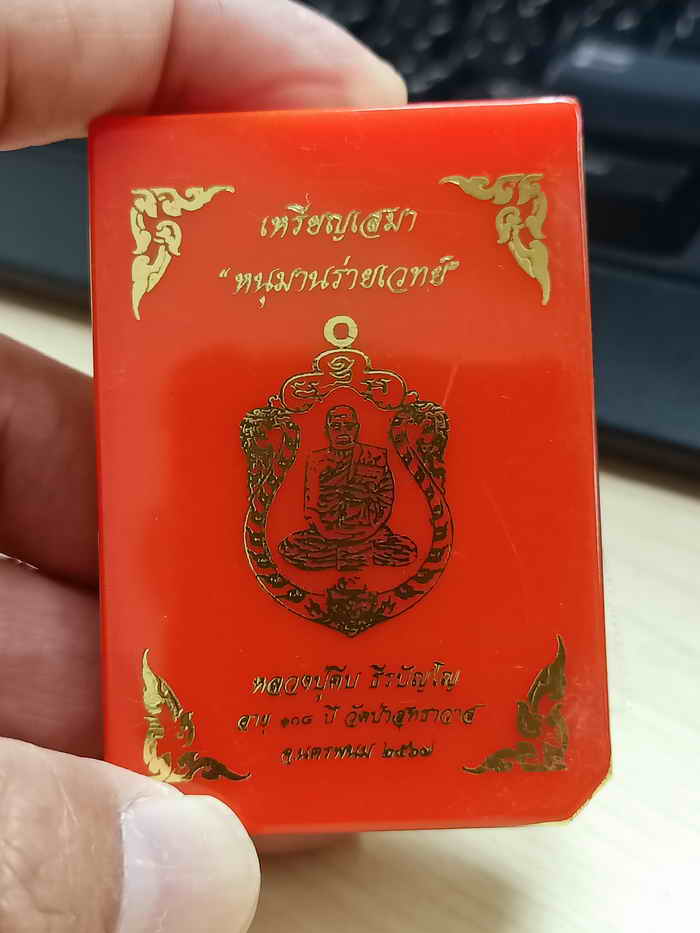 เหรียญเสมา
“หนุมานร่ายเวทย์”
หลวงปู่คีบ ธีรปัญโญ
อายุ ๑๐๘ ปี วัดป่าสุทธาวาส
จ.นครพนม ๒๕๖๗